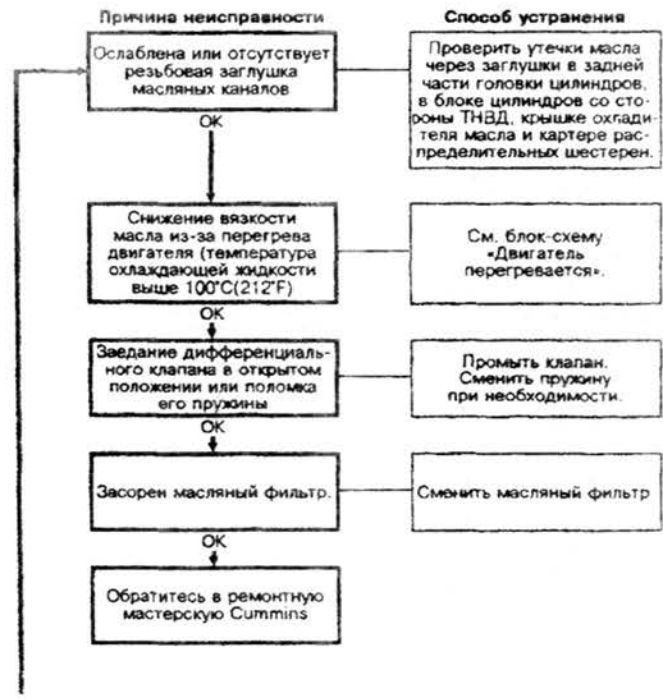 Причина неисправности
Способ устранения
Ослаблена или отсутствует
резьбовая заглушка
масляных каналов
Проверить утечки масла
через заглушки в задней
части головки цилиндров,
в блоке цилиндров со сто-
роны ТНВД, крышке охлади-
теля масла и картере рас-
пределительных шестерен.
OK
Снижение вязкости
масла из-за перегрева
двигателя (температура
охлаждающей жидкости
выше 100°C(212°F)
См. блок-схему
«Двигатель
перегревается».
OK
Заедание дифференциаль-
ного клапана в открытом
положении или поломка
его пружины
Промыть клапан.
Сменить пружину
при необходимости.
OK
Засорен масляный фильтр.
Сменить масляный фильтр
OK
Обратитесь в ремонтную
мастерскую Cummins